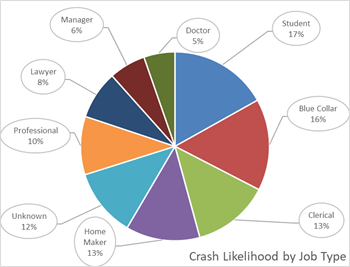 Manager
6%
Doctor
5%
Student
17%
Lawyer
8%
Blue Collar
16%
Professional
10%
Unknown
12%
Home
Maker
13%
Clerical
13%
Crash Likelihood by Job Type